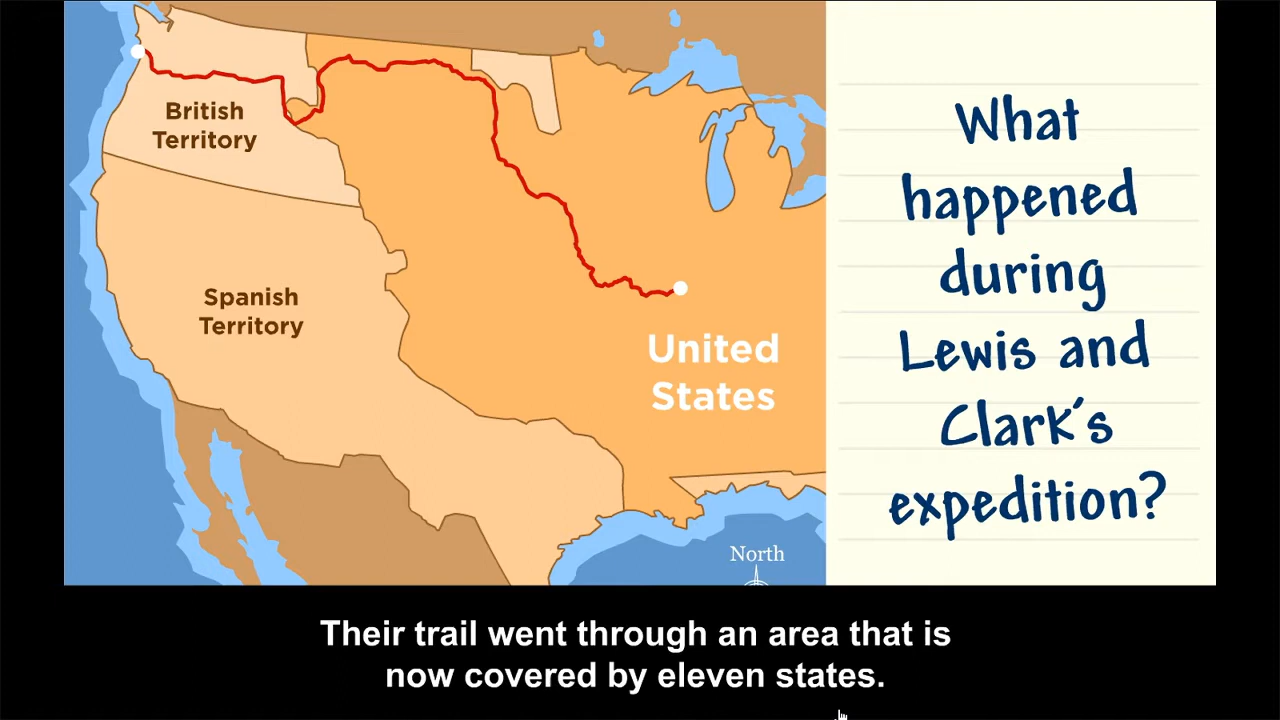 British
Territory
Spanish
Territory
United
States
North
What
happened
during
Lewis and
Clark's
expedition?
Their trail went through an area that is
now covered by eleven states.